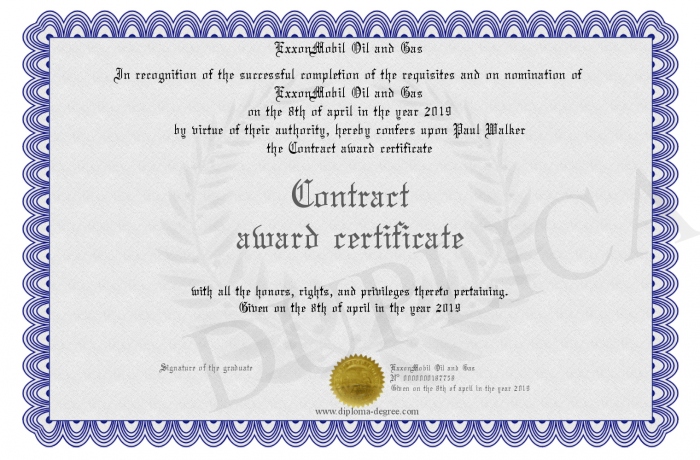 ExxonMobil Oil and Gas
In recognition of the successful completion of the requisites and on nomination of
ExxonMobil Oil and Gas
on the 8th of april in the year 2019
by virtue of their authority, hereby confers upon Paul Walker
the Contract award certificate
Contract
award certificate
with all the honors, rights, and privileges thereto pertaining.
Given on the 8th of april in the year 2019
Signature of the graduate
ExxonMobil Oil and Gas
Given on the 8th of april in the year 2019
www.diploma-degree.com
DUPLICA